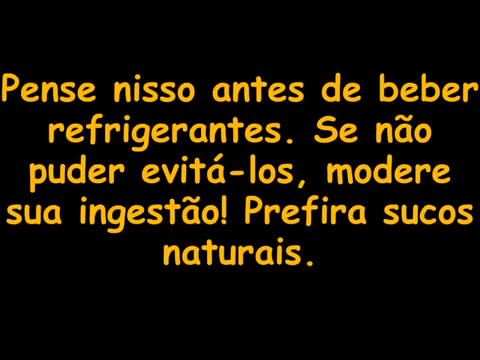 Pense nisso antes de beber
refrigerantes. Se não
puder evitá-los, modere
sua ingestão! Prefira sucos
naturais.